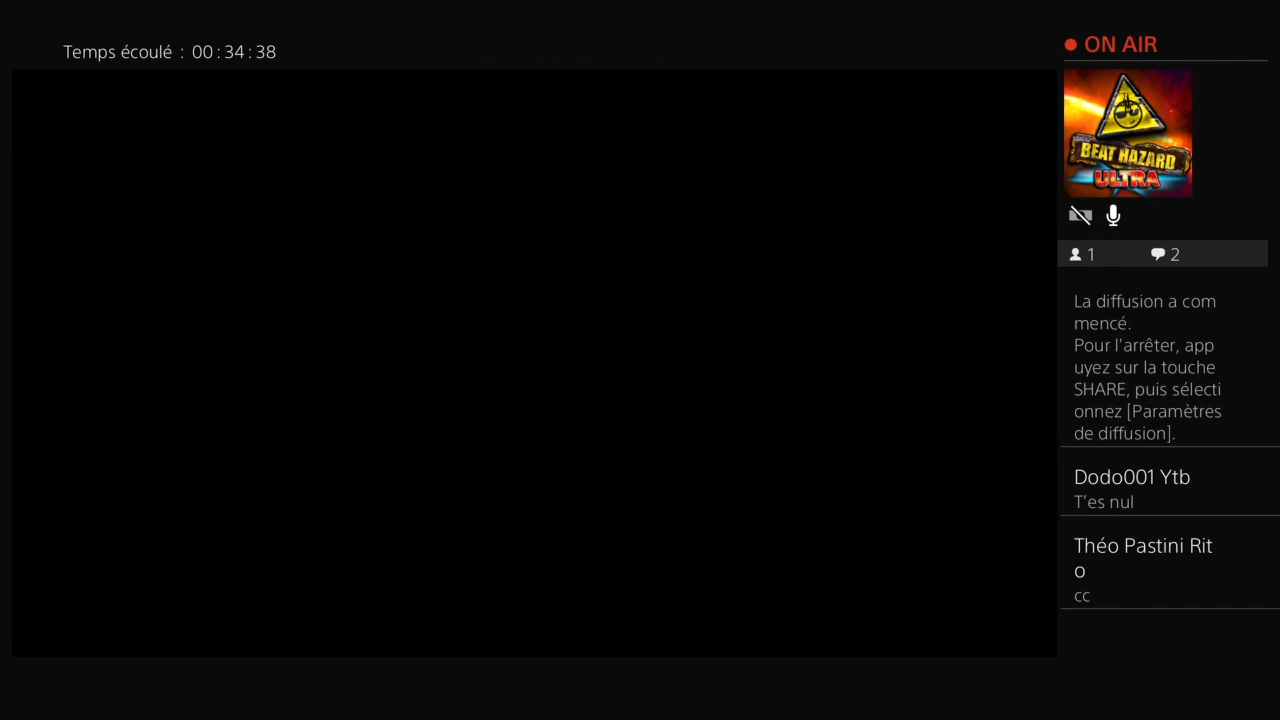 Temps écoulé : 00:34:38
ON AIR
BEAT HAZARD
ULTRA
1 2
La diffusion a com
mencé.
Pour l'arrêter, app
uyez sur la touche
SHARE, puis sélecti
onnez [Paramètres
de diffusion].
Dodo001 Ytb
T'es nul
Théo Pastini Rit
o
cc